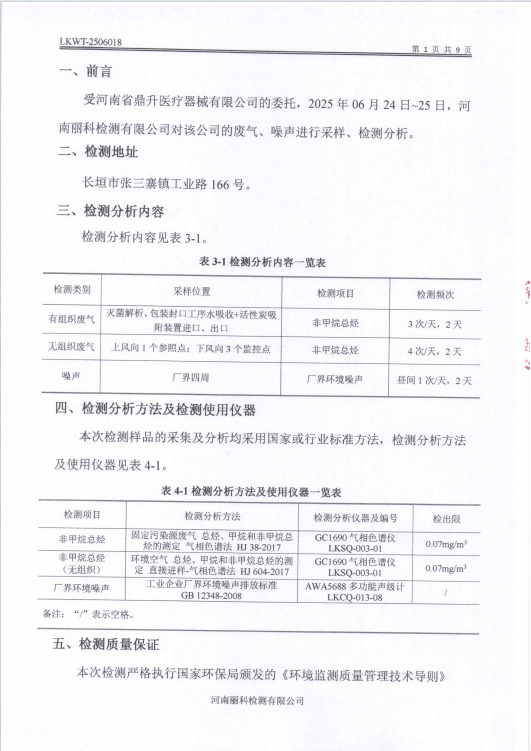 LKWT-2506018
第 1 页 共 9 页
一、前言
受河南省鼎升医疗器械有限公司的委托，2025 年 06 月 24 日~25 日，河
南丽科检测有限公司对该公司的废气、噪声进行采样、检测分析。
二、检测地址
长垣市张三寨镇工业路 166 号。
三、检测分析内容
检测分析内容见表 3-1。
表 3-1 检测分析内容一览表
检测类别 采样位置 检测项目 检测频次
有组织废气 灭菌解析、包装封口工序水吸收+活性炭吸 非甲烷总烃 3 次/天，2 天
附装置进口、出口
无组织废气 上风向 1 个参照点；下风向 3 个监控点 非甲烷总烃 4 次/天，2 天
噪声 厂界四周 厂界环境噪声 昼间 1 次/天，2 天
四、检测分析方法及检测使用仪器
本次检测样品的采集及分析均采用国家或行业标准方法，检测分析方法
及使用仪器见表 4-1。
表 4-1 检测分析方法及使用仪器一览表
检测项目 检测分析方法 检测分析仪器及编号 检出限
非甲烷总烃 固定污染源废气 总烃、甲烷和非甲烷总 GC1690 气相色谱仪 0.07mg/m³
烃的测定 气相色谱法 HJ 38-2017 LKSQ-003-01
非甲烷总烃 环境空气 总烃、甲烷和非甲烷总烃的测 GC1690 气相色谱仪 0.07mg/m³
（无组织） 定 直接进样-气相色谱法 HJ 604-2017 LKSQ-003-01
厂界环境噪声 工业企业厂界环境噪声排放标准 AWA5688 多功能声级计 /
GB 12348-2008 LKCQ-013-08
备注：“/”表示空格。
五、检测质量保证
本次检测严格执行国家环保局颁发的《环境监测质量管理技术导则》
河南丽科检测有限公司